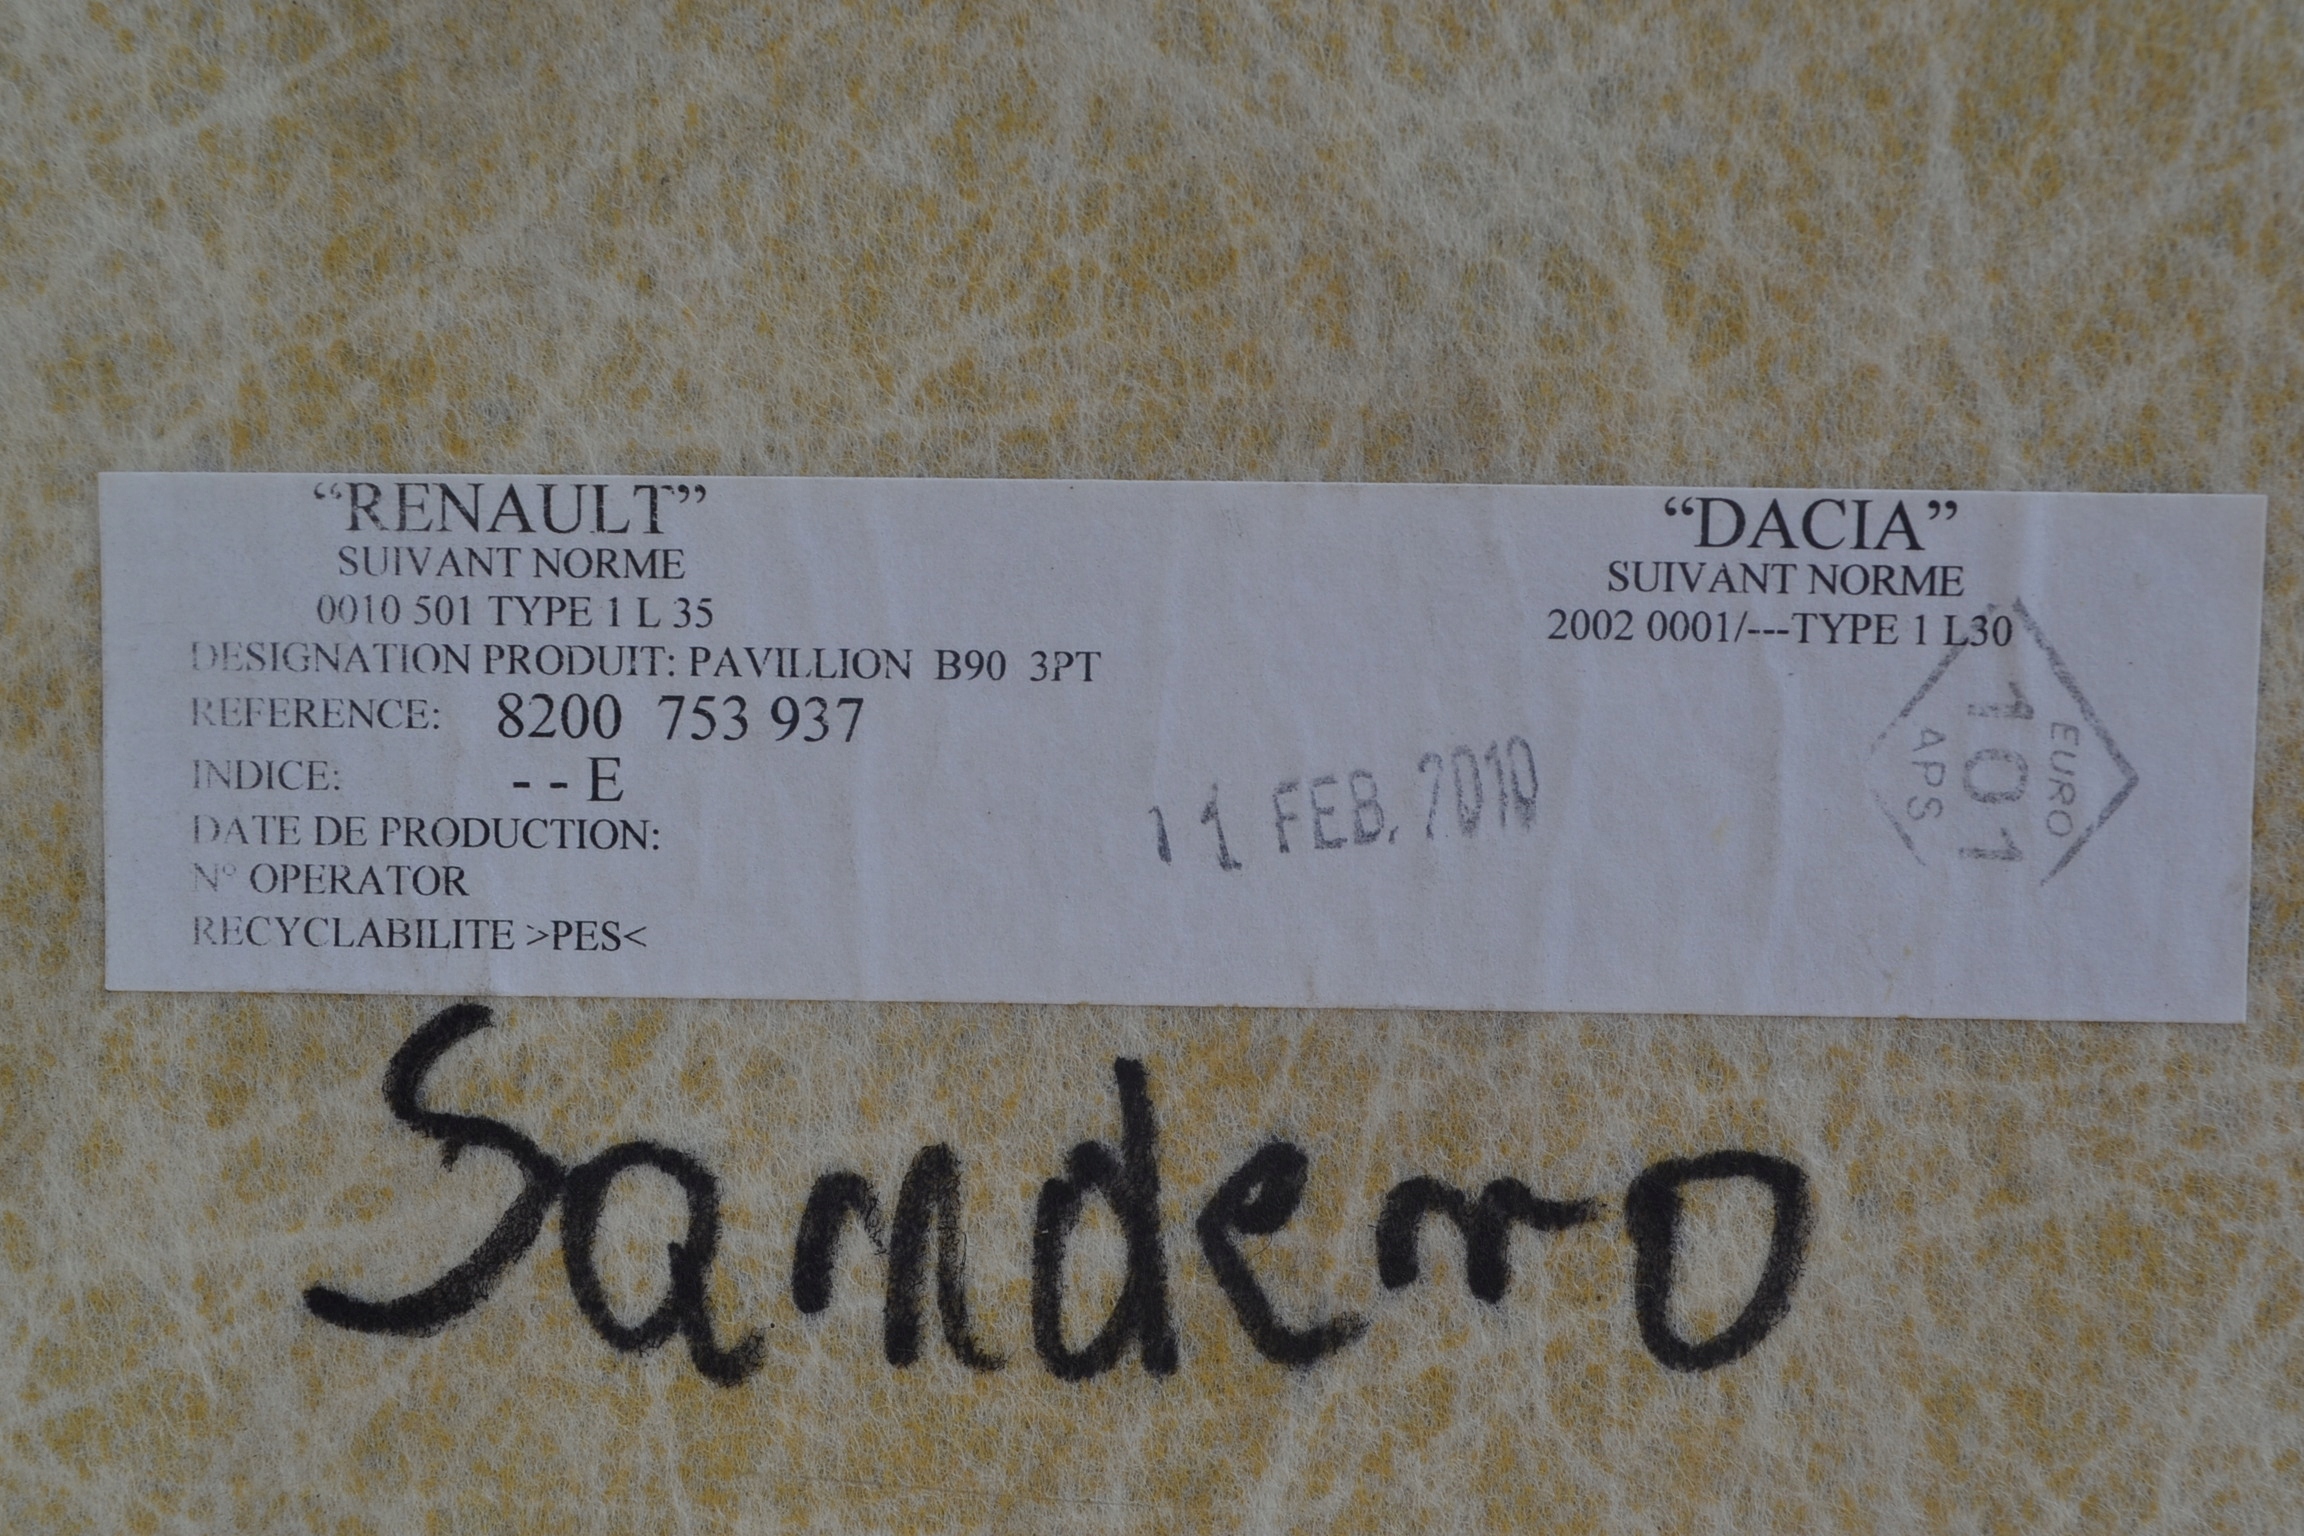 “RENAULT”
SUIVANT NORME
0010 501 TYPE 1 L 35
DESIGNATION PRODUIT: PAVILLION B90 3PT
REFERENCE: 8200 753 937
INDICE: - - E
DATE DE PRODUCTION:
N° OPERATOR
RECYCLABILITE >PES<
“DACIA”
SUIVANT NORME
2002 0001/---TYPE 1 L30
11 FEB. 2010
EURO
101
APS
Sandero